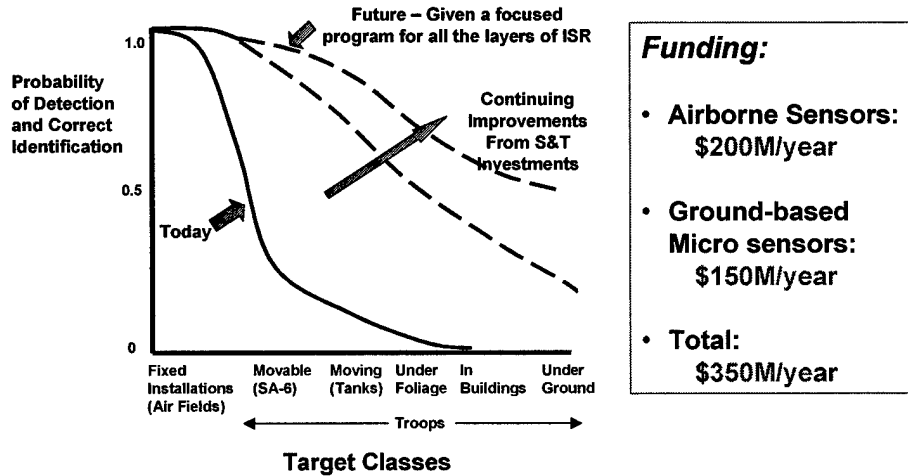 Future – Given a focused
program for all the layers of ISR
1.0
Probability
of Detection
and Correct
Identification
Continuing
Improvements
From S&T
Investments
0.5
Today
0
Fixed
Installations
(Air Fields)
Movable
(SA-6)
Moving
(Tanks)
Under
Foliage
In
Buildings
Under
Ground
Troops
Target Classes
Funding:
• Airborne Sensors:
$200M/year
• Ground-based
Micro sensors:
$150M/year
• Total:
$350M/year